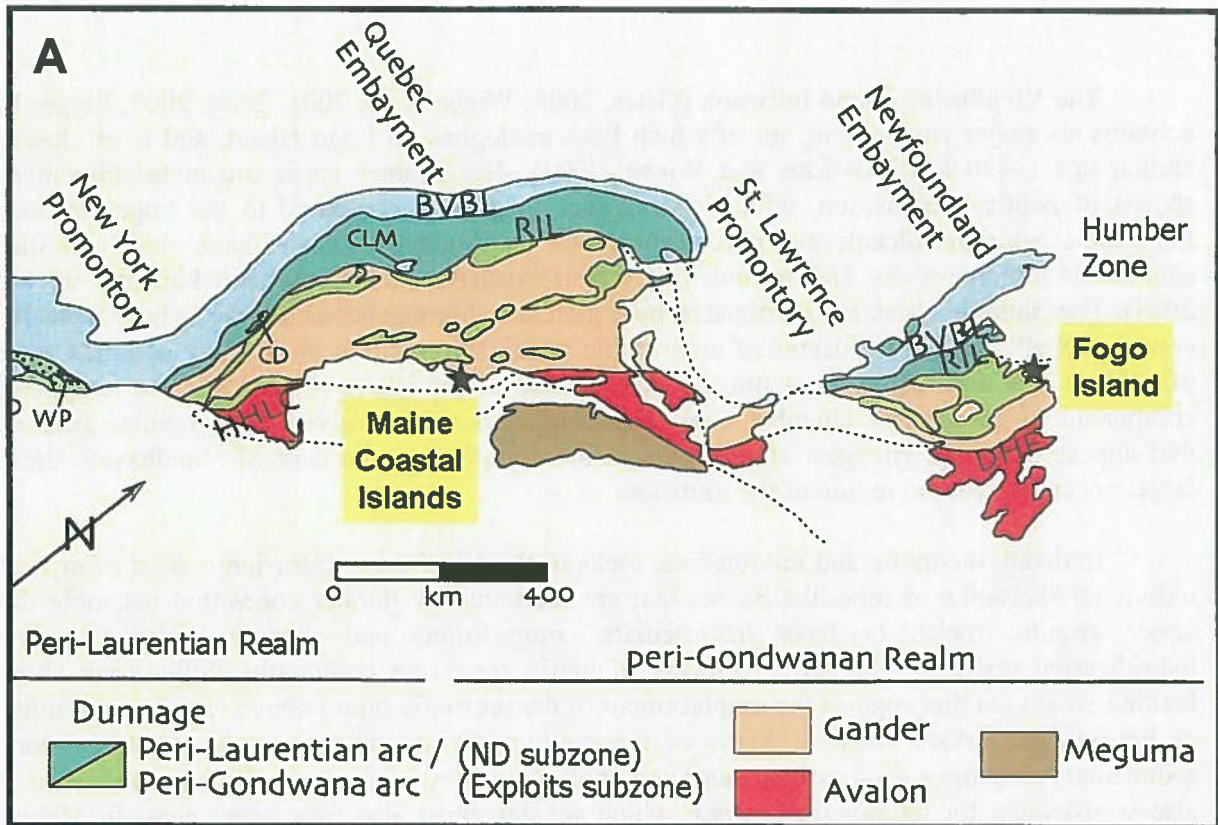 A
Quebec
Embayment
New York
Promontory
St. Lawrence
Promontory
Newfoundland
Embayment
Humber
Zone
BVBL
CLM
RIL
CD
WP
HHLF
BVBL
RIL
DHF
Fogo
Island
Maine
Coastal
Islands
N
0 km 400
Peri-Laurentian Realm
peri-Gondwanan Realm
Dunnage
Peri-Laurentian arc / (ND subzone)
Peri-Gondwana arc / (Exploits subzone)
Gander
Avalon
Meguma